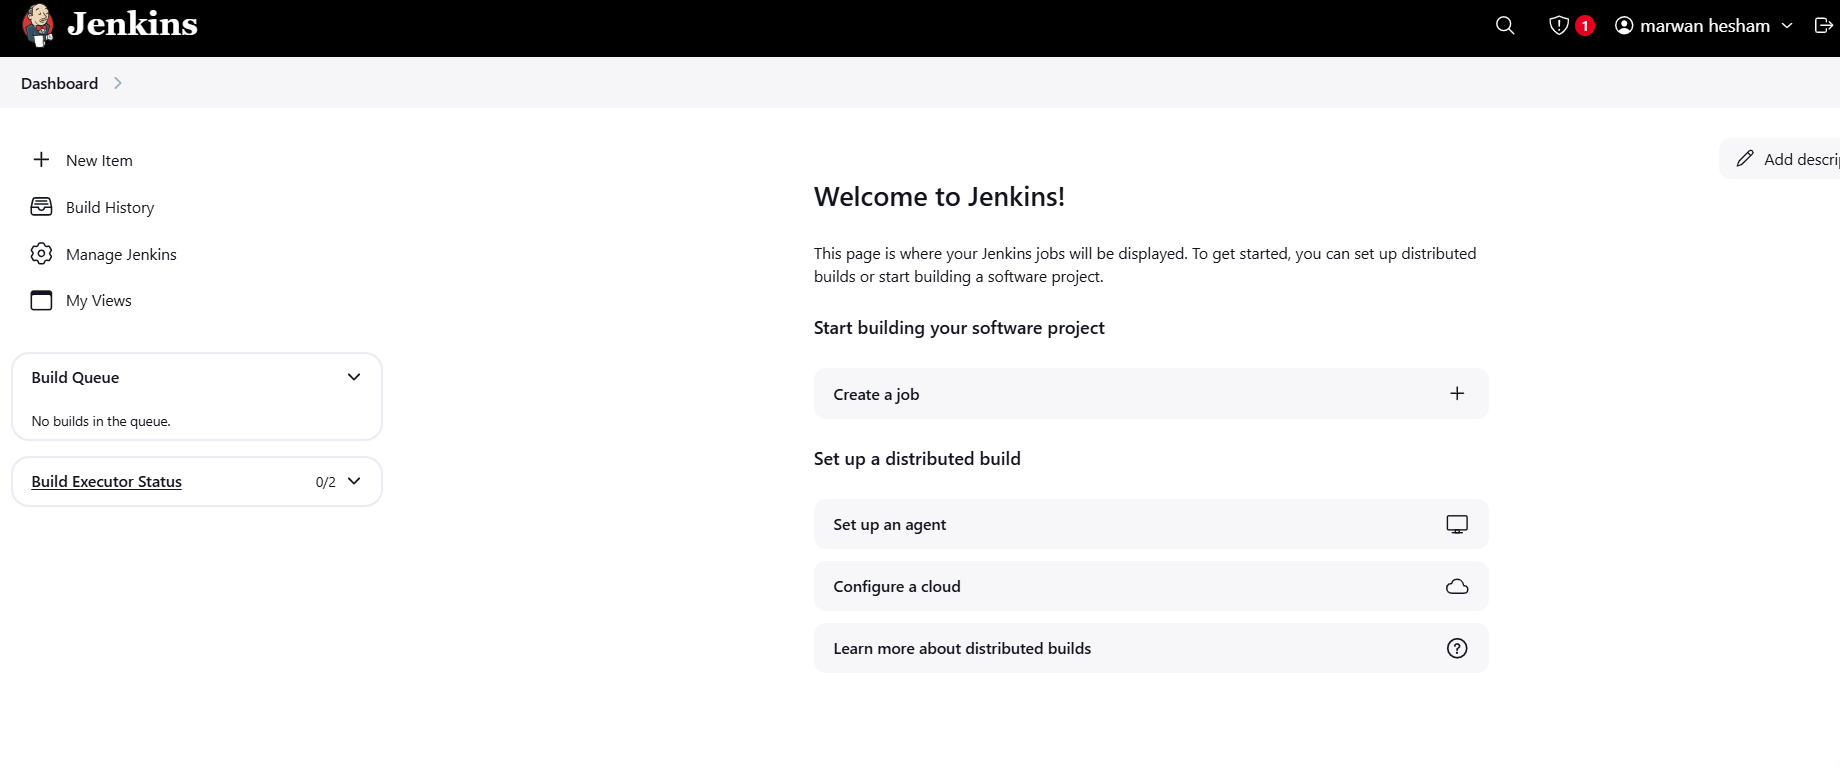 Jenkins
1
marwan hesham
Dashboard
New Item
Build History
Manage Jenkins
My Views
Build Queue
No builds in the queue.
Build Executor Status
0/2
Add descrip
Welcome to Jenkins!
This page is where your Jenkins jobs will be displayed. To get started, you can set up distributed
builds or start building a software project.
Start building your software project
Create a job
Set up a distributed build
Set up an agent
Configure a cloud
Learn more about distributed builds